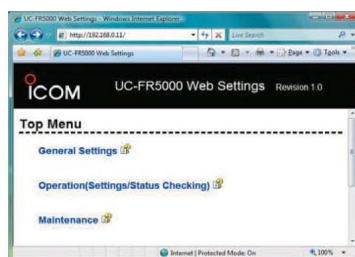 UC-FR5000 Web Settings - Windows Internet Explorer
http://192.168.0.11/
Live Search
UC-FR5000 Web Settings
Page
Tools
ICOM
UC-FR5000 Web Settings Revision 1.0
Top Menu
General Settings
Operation(Settings/Status Checking)
Maintenance
Internet | Protected Mode: On
100%